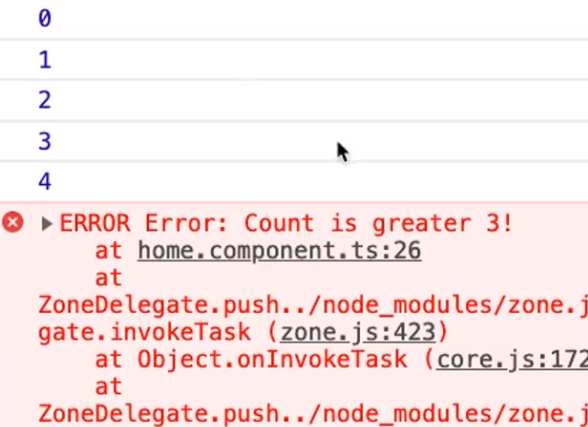 0
1
2
3
4
ERROR Error: Count is greater 3!
at home.component.ts:26
at
ZoneDelegate.push../node_modules/zone.j
gate.invokeTask (zone.js:423)
at Object.onInvokeTask (core.js:172
at
ZoneDelegate.push../node_modules/zone.j